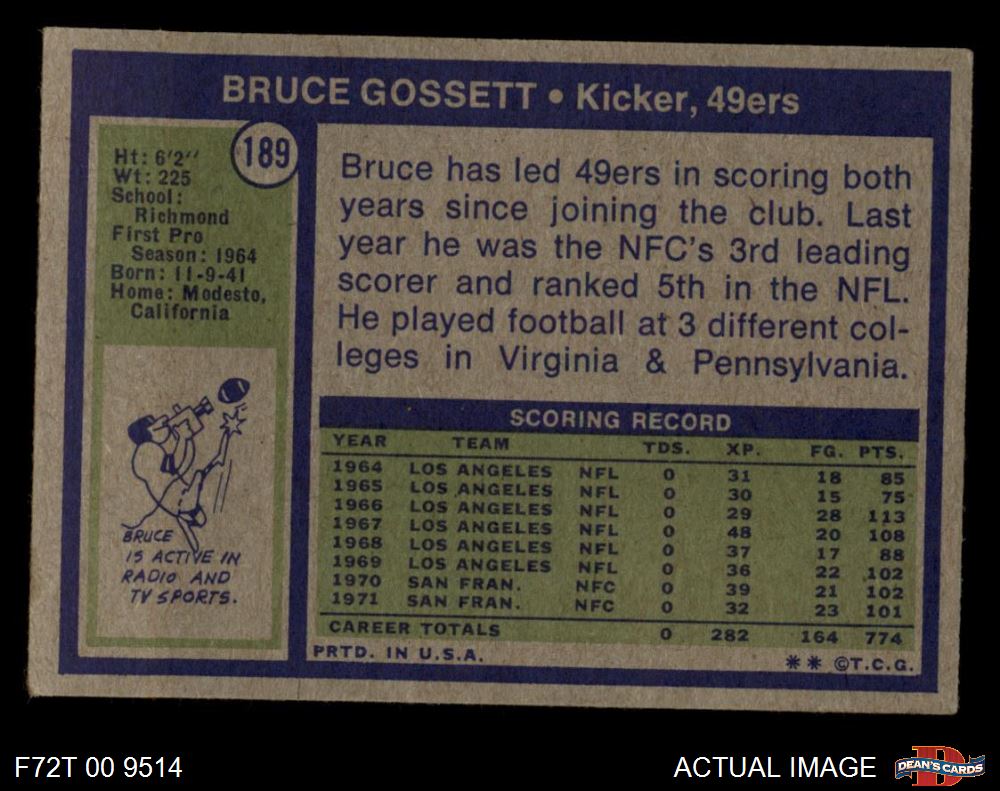 BRUCE GOSSETT • Kicker, 49ers
189
Ht: 6'2"
Wt: 225
School:
Richmond
First Pro
Season: 1964
Born: 11-9-41
Home: Modesto,
California
BRUCE
IS ACTIVE IN
RADIO AND
TV SPORTS.
Bruce has led 49ers in scoring both
years since joining the club. Last
year he was the NFC's 3rd leading
scorer and ranked 5th in the NFL.
He played football at 3 different col-
leges in Virginia & Pennsylvania.
SCORING RECORD
YEAR TEAM TDS. XP. FG. PTS.
1964 LOS ANGELES NFL 0 31 18 85
1965 LOS ANGELES NFL 0 30 15 75
1966 LOS ANGELES NFL 0 29 28 113
1967 LOS ANGELES NFL 0 48 20 108
1968 LOS ANGELES NFL 0 37 17 88
1969 LOS ANGELES NFL 0 36 22 102
1970 SAN FRAN. NFC 0 39 21 102
1971 SAN FRAN. NFC 0 32 23 101
CAREER TOTALS 0 282 164 774
PRTD. IN U.S.A.
** ©T.C.G.
F72T 00 9514
ACTUAL IMAGE
D
DEAN'S CARDS